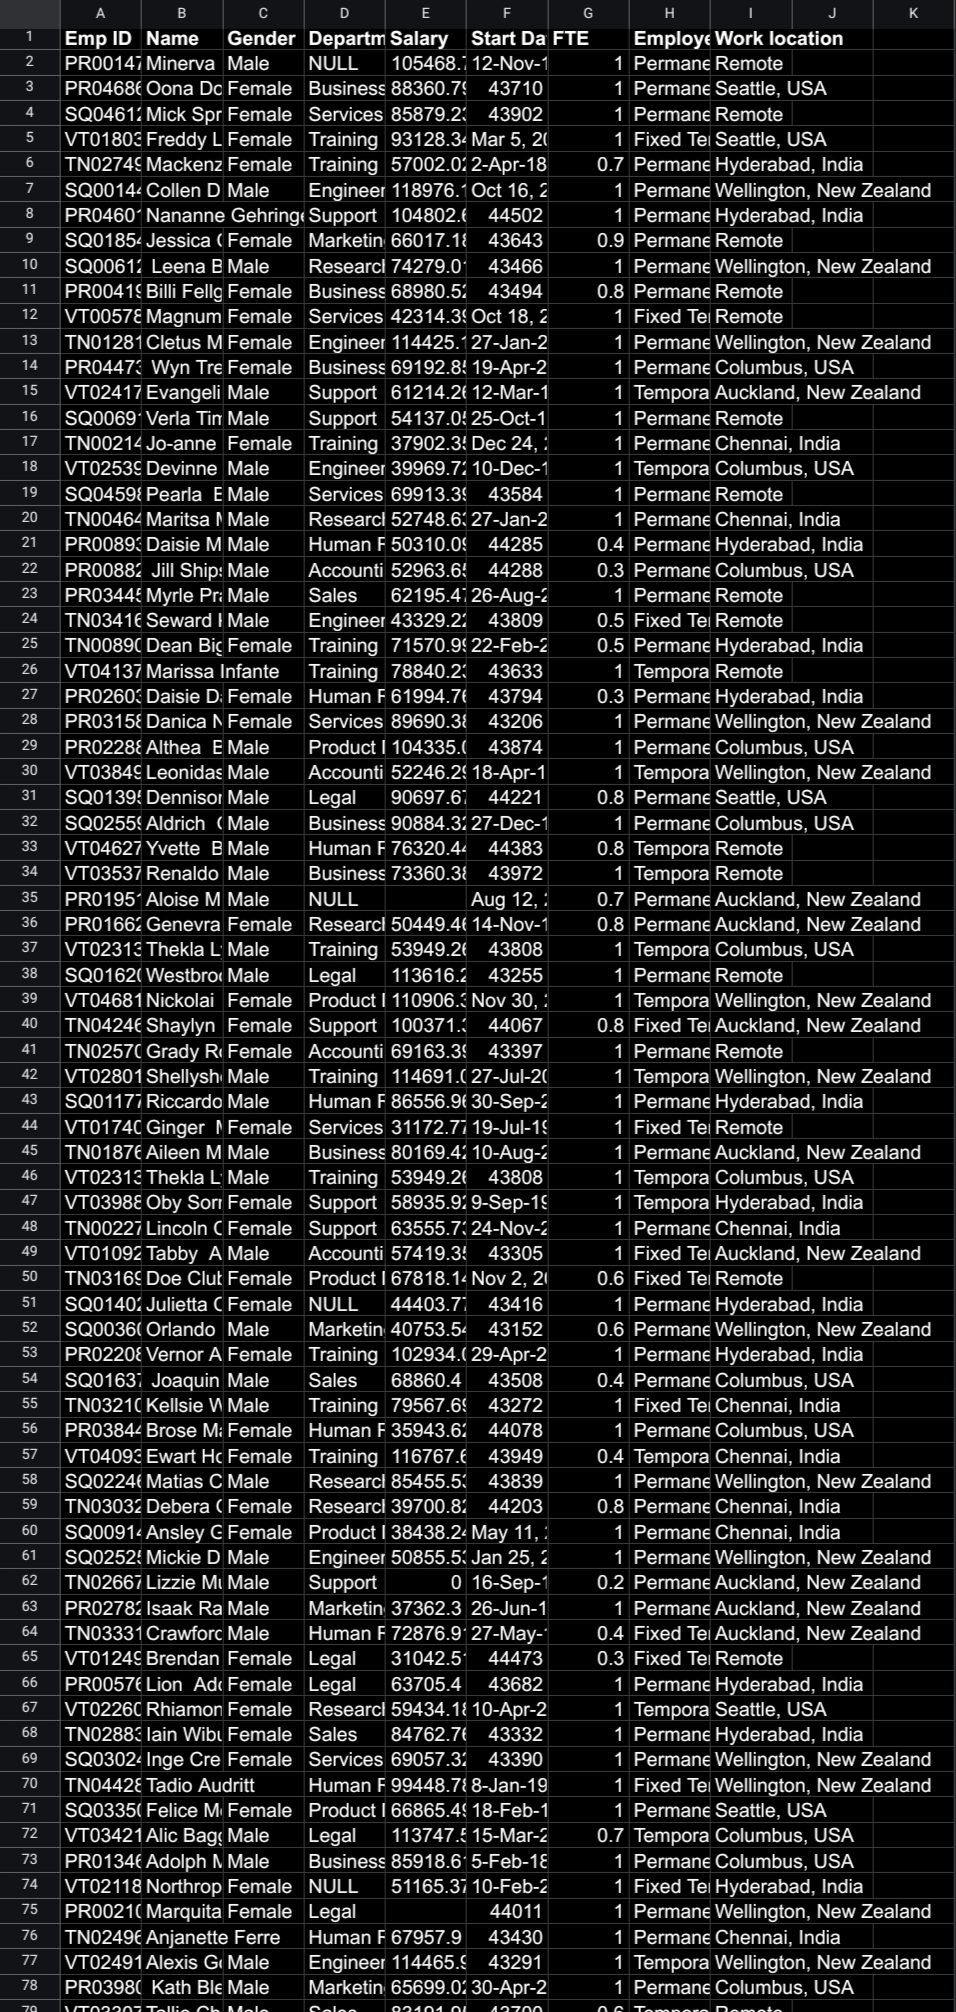 A B C D E F G H I J K
1 Emp ID Name Gender Departm Salary Start Da FTE Employe Work location
2 PR00147 Minerva Male NULL 105468.7 12-Nov-1 1 Permane Remote
3 PR04686 Oona Do Female Business 88360.79 43710 1 Permane Seattle, USA
4 SQ04612 Mick Spr Female Services 85879.23 43902 1 Permane Remote
5 VT01803 Freddy L Female Training 93128.34 Mar 5, 20 1 Fixed Te Seattle, USA
6 TN02749 Mackenz Female Training 57002.02 2-Apr-18 0.7 Permane Hyderabad, India
7 SQ00144 Collen D Male Engineer 118976.1 Oct 16, 2 1 Permane Wellington, New Zealand
8 PR04601 Nananne Gehringe Support 104802.6 44502 1 Permane Hyderabad, India
9 SQ01854 Jessica C Female Marketin 66017.18 43643 0.9 Permane Remote
10 SQ00612 Leena B Male Research 74279.01 43466 1 Permane Wellington, New Zealand
11 PR00419 Billi Fellg Female Business 68980.52 43494 0.8 Permane Remote
12 VT00578 Magnum Female Services 42314.39 Oct 18, 2 1 Fixed Te Remote
13 TN01281 Cletus M Female Engineer 114425.1 27-Jan-2 1 Permane Wellington, New Zealand
14 PR04473 Wyn Tre Female Business 69192.85 19-Apr-2 1 Permane Columbus, USA
15 VT02417 Evangeli Male Support 61214.26 12-Mar-1 1 Tempora Auckland, New Zealand
16 SQ00691 Verla Tim Male Support 54137.05 25-Oct-1 1 Permane Remote
17 TN00214 Jo-anne Female Training 37902.35 Dec 24, 1 Permane Chennai, India
18 VT02539 Devinne Male Engineer 39969.72 10-Dec-1 1 Tempora Columbus, USA
19 SQ04598 Pearla E Male Services 69913.39 43584 1 Permane Remote
20 TN00464 Maritsa M Male Research 52748.63 27-Jan-2 1 Permane Chennai, India
21 PR00893 Daisie M Male Human R 50310.09 44285 0.4 Permane Hyderabad, India
22 PR00882 Jill Ships Male Accounti 52963.65 44288 0.3 Permane Columbus, USA
23 PR03445 Myrle Pra Male Sales 62195.47 26-Aug-2 1 Permane Remote
24 TN03416 Seward Male Engineer 43329.22 43809 0.5 Fixed Te Remote
25 TN00890 Dean Big Female Training 71570.99 22-Feb-2 0.5 Permane Hyderabad, India
26 VT04137 Marissa Infante Training 78840.23 43633 1 Tempora Remote
27 PR02603 Daisie Da Female Human R 61994.76 43794 0.3 Permane Hyderabad, India
28 PR03158 Danica N Female Services 89690.38 43206 1 Permane Wellington, New Zealand
29 PR02288 Althea B Male Product 104335.0 43874 1 Permane Columbus, USA
30 VT03849 Leonidas Male Accounti 52246.29 18-Apr-1 1 Tempora Wellington, New Zealand
31 SQ01395 Dennison Male Legal 90697.67 44221 0.8 Permane Seattle, USA
32 SQ02559 Aldrich C Male Business 90884.32 27-Dec-1 1 Permane Columbus, USA
33 VT04627 Yvette B Male Human R 76320.44 44383 0.8 Tempora Remote
34 VT03537 Renaldo Male Business 73360.38 43972 1 Tempora Remote
35 PR01951 Aloise M Male NULL Aug 12, 0.7 Permane Auckland, New Zealand
36 PR01662 Genevra Female Research 50449.46 14-Nov-1 0.8 Permane Auckland, New Zealand
37 VT02313 Thekla L Male Training 53949.26 43808 1 Tempora Columbus, USA
38 SQ01620 Westbroo Male Legal 113616.2 43255 1 Permane Remote
39 VT04681 Nickolai Female Product 110906.3 Nov 30, 1 Tempora Wellington, New Zealand
40 TN04246 Shaylyn Female Support 100371.3 44067 0.8 Fixed Te Auckland, New Zealand
41 TN02570 Grady Ro Female Accounti 69163.39 43397 1 Permane Remote
42 VT02801 Shellysh Male Training 114691.0 27-Jul-20 1 Tempora Wellington, New Zealand
43 SQ01177 Riccardo Male Human R 86556.96 30-Sep-2 1 Permane Hyderabad, India
44 VT01740 Ginger M Female Services 31172.77 19-Jul-19 1 Fixed Te Remote
45 TN01876 Aileen M Male Business 80169.42 10-Aug-2 1 Permane Auckland, New Zealand
46 VT02313 Thekla L Male Training 53949.26 43808 1 Tempora Columbus, USA
47 VT03988 Oby Sorr Female Support 58935.92 9-Sep-19 1 Tempora Hyderabad, India
48 TN00227 Lincoln C Female Support 63555.73 24-Nov-2 1 Permane Chennai, India
49 VT01092 Tabby A Male Accounti 57419.35 43305 1 Fixed Te Auckland, New Zealand
50 TN03169 Doe Club Female Product 67818.14 Nov 2, 20 0.6 Fixed Te Remote
51 SQ01402 Julietta C Female NULL 44403.77 43416 1 Permane Hyderabad, India
52 SQ00360 Orlando Male Marketin 40753.54 43152 0.6 Permane Wellington, New Zealand
53 PR02208 Vernor A Female Training 102934.0 29-Apr-2 1 Permane Hyderabad, India
54 SQ01637 Joaquin Male Sales 68860.4 43508 0.4 Permane Columbus, USA
55 TN03210 Kellsie W Male Training 79567.69 43272 1 Fixed Te Chennai, India
56 PR03844 Brose Ma Female Human R 35943.62 44078 1 Permane Columbus, USA
57 VT04093 Ewart Ho Female Training 116767.6 43949 0.4 Tempora Chennai, India
58 SQ02246 Matias C Male Research 85455.53 43839 1 Permane Wellington, New Zealand
59 TN03032 Debera C Female Research 39700.82 44203 0.8 Permane Chennai, India
60 SQ00914 Ansley G Female Product 38438.24 May 11, 1 Permane Chennai, India
61 SQ02525 Mickie D Male Engineer 50855.53 Jan 25, 2 1 Permane Wellington, New Zealand
62 TN02667 Lizzie Mu Male Support 0 16-Sep-1 0.2 Permane Auckland, New Zealand
63 PR02782 Isaak Ra Male Marketin 37362.3 26-Jun-1 1 Permane Auckland, New Zealand
64 TN03331 Crawford Male Human R 72876.91 27-May- 0.4 Fixed Te Auckland, New Zealand
65 VT01249 Brendan Female Legal 31042.51 44473 0.3 Fixed Te Remote
66 PR00576 Lion Ado Female Legal 63705.4 43682 1 Permane Hyderabad, India
67 VT02260 Rhiamon Female Research 59434.18 10-Apr-2 1 Tempora Seattle, USA
68 TN02883 Iain Wibu Female Sales 84762.76 43332 1 Permane Hyderabad, India
69 SQ03024 Inge Cre Female Services 69057.32 43390 1 Permane Wellington, New Zealand
70 TN04428 Tadio Audritt Human R 99448.78 8-Jan-19 1 Fixed Te Wellington, New Zealand
71 SQ03350 Felice Mo Female Product 66865.49 18-Feb-1 1 Permane Seattle, USA
72 VT03421 Alic Bagg Male Legal 113747.5 15-Mar-2 0.7 Tempora Columbus, USA
73 PR01346 Adolph M Male Business 85918.61 5-Feb-18 1 Permane Columbus, USA
74 VT02118 Northrop Female NULL 51165.37 10-Feb-2 1 Fixed Te Hyderabad, India
75 PR00210 Marquita Female Legal 44011 1 Permane Wellington, New Zealand
76 TN02496 Anjanette Ferre Human R 67957.9 43430 1 Permane Chennai, India
77 VT02491 Alexis Go Male Engineer 114465.9 43291 1 Tempora Wellington, New Zealand
78 PR03980 Kath Ble Male Marketin 65699.02 30-Apr-2 1 Permane Columbus, USA